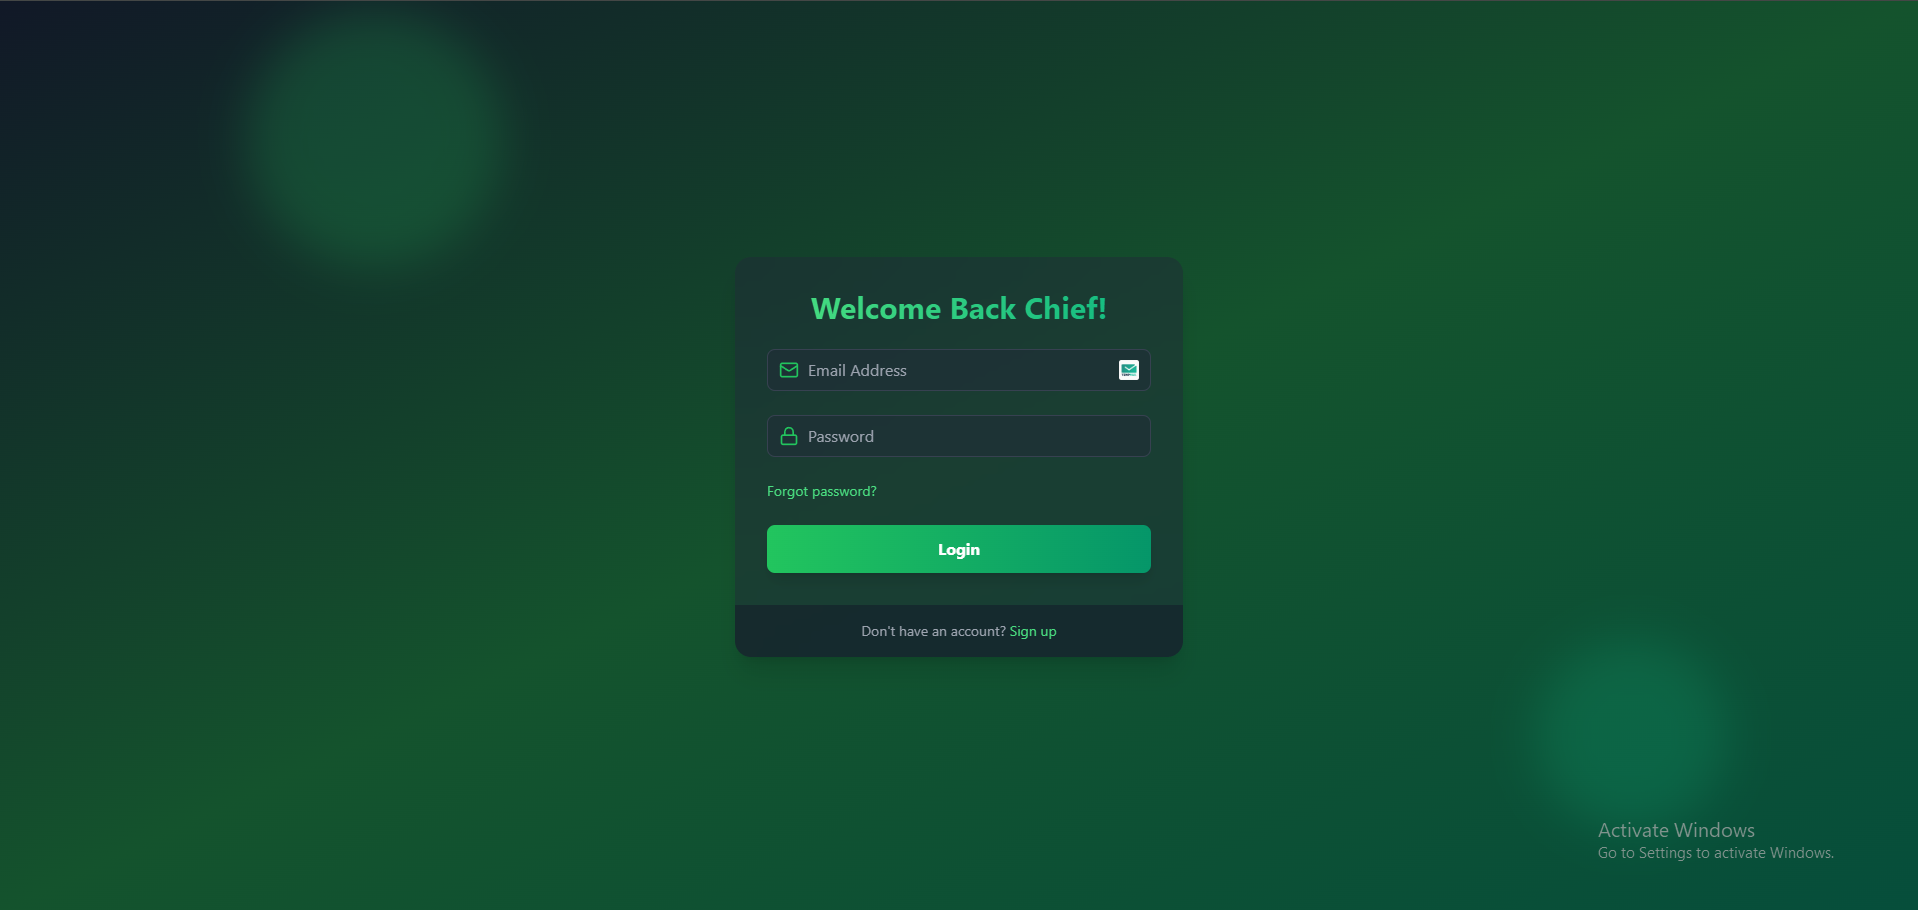 Welcome Back Chief!
Email Address
Password
Forgot password?
Login
Don't have an account? Sign up
Activate Windows
Go to Settings to activate Windows.